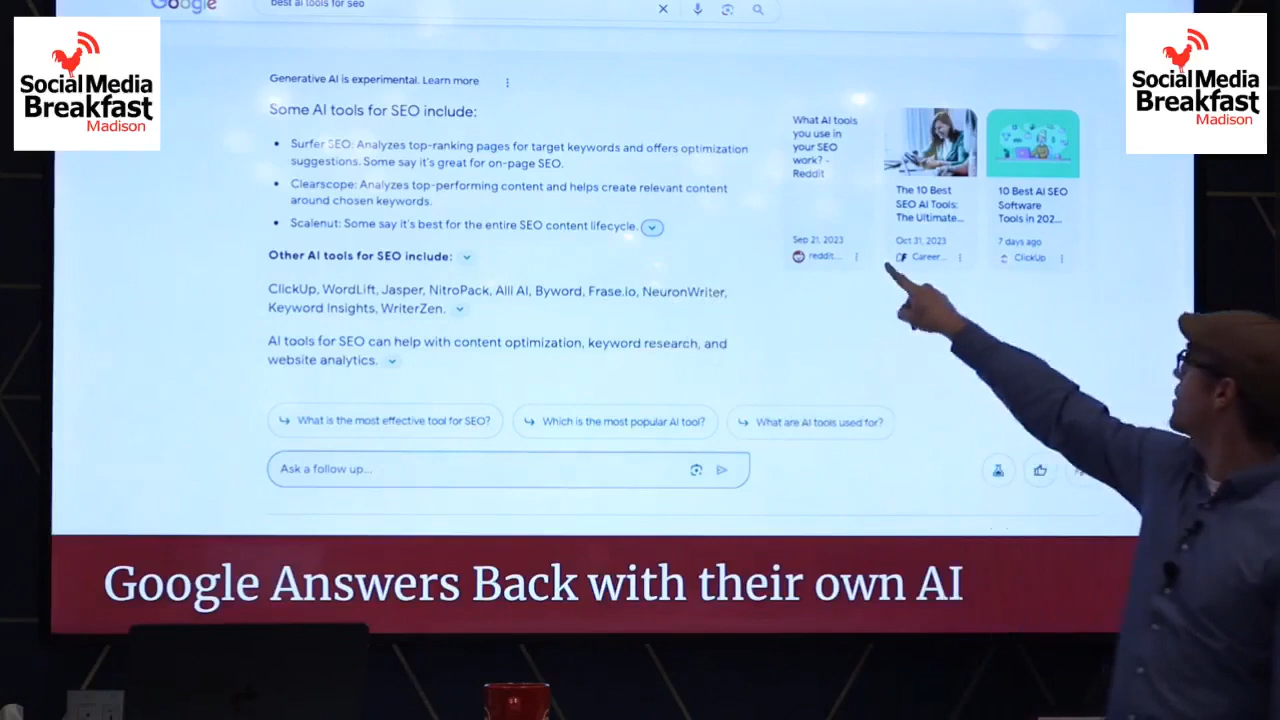 Google
best ai tools for seo
Social Media
Breakfast
Madison
Social Media
Breakfast
Madison
Generative AI is experimental. Learn more
Some AI tools for SEO include:
• Surfer SEO: Analyzes top-ranking pages for target keywords and offers optimization
suggestions. Some say it's great for on-page SEO.
• Clearscope: Analyzes top-performing content and helps create relevant content
around chosen keywords.
• Scalenut: Some say it's best for the entire SEO content lifecycle.
Other AI tools for SEO include:
ClickUp, WordLift, Jasper, NitroPack, Alli AI, Byword, Frase.io, NeuronWriter,
Keyword Insights, WriterZen.
AI tools for SEO can help with content optimization, keyword research, and
website analytics.
What AI tools
you use in
your SEO
work? -
Reddit
Sep 21, 2023
reddit...
The 10 Best
SEO AI Tools:
The Ultimate...
Oct 31, 2023
CF Career...
10 Best AI SEO
Software
Tools in 202...
7 days ago
ClickUp
What is the most effective tool for SEO?
Which is the most popular AI tool?
What are AI tools used for?
Ask a follow up...
Google Answers Back with their own AI